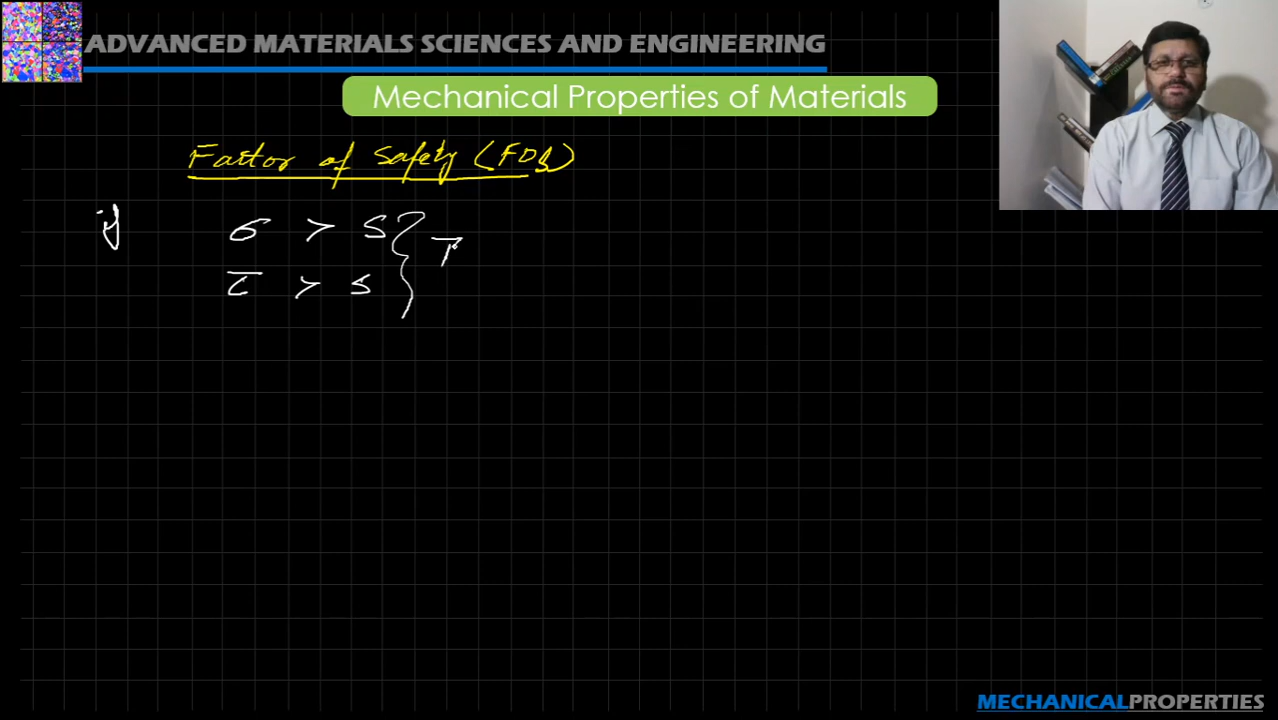 ADVANCED MATERIALS SCIENCES AND ENGINEERING
Mechanical Properties of Materials
Factor of Safety (FOS)
if σ > S
τ > S
T
MECHANICALPROPERTIES